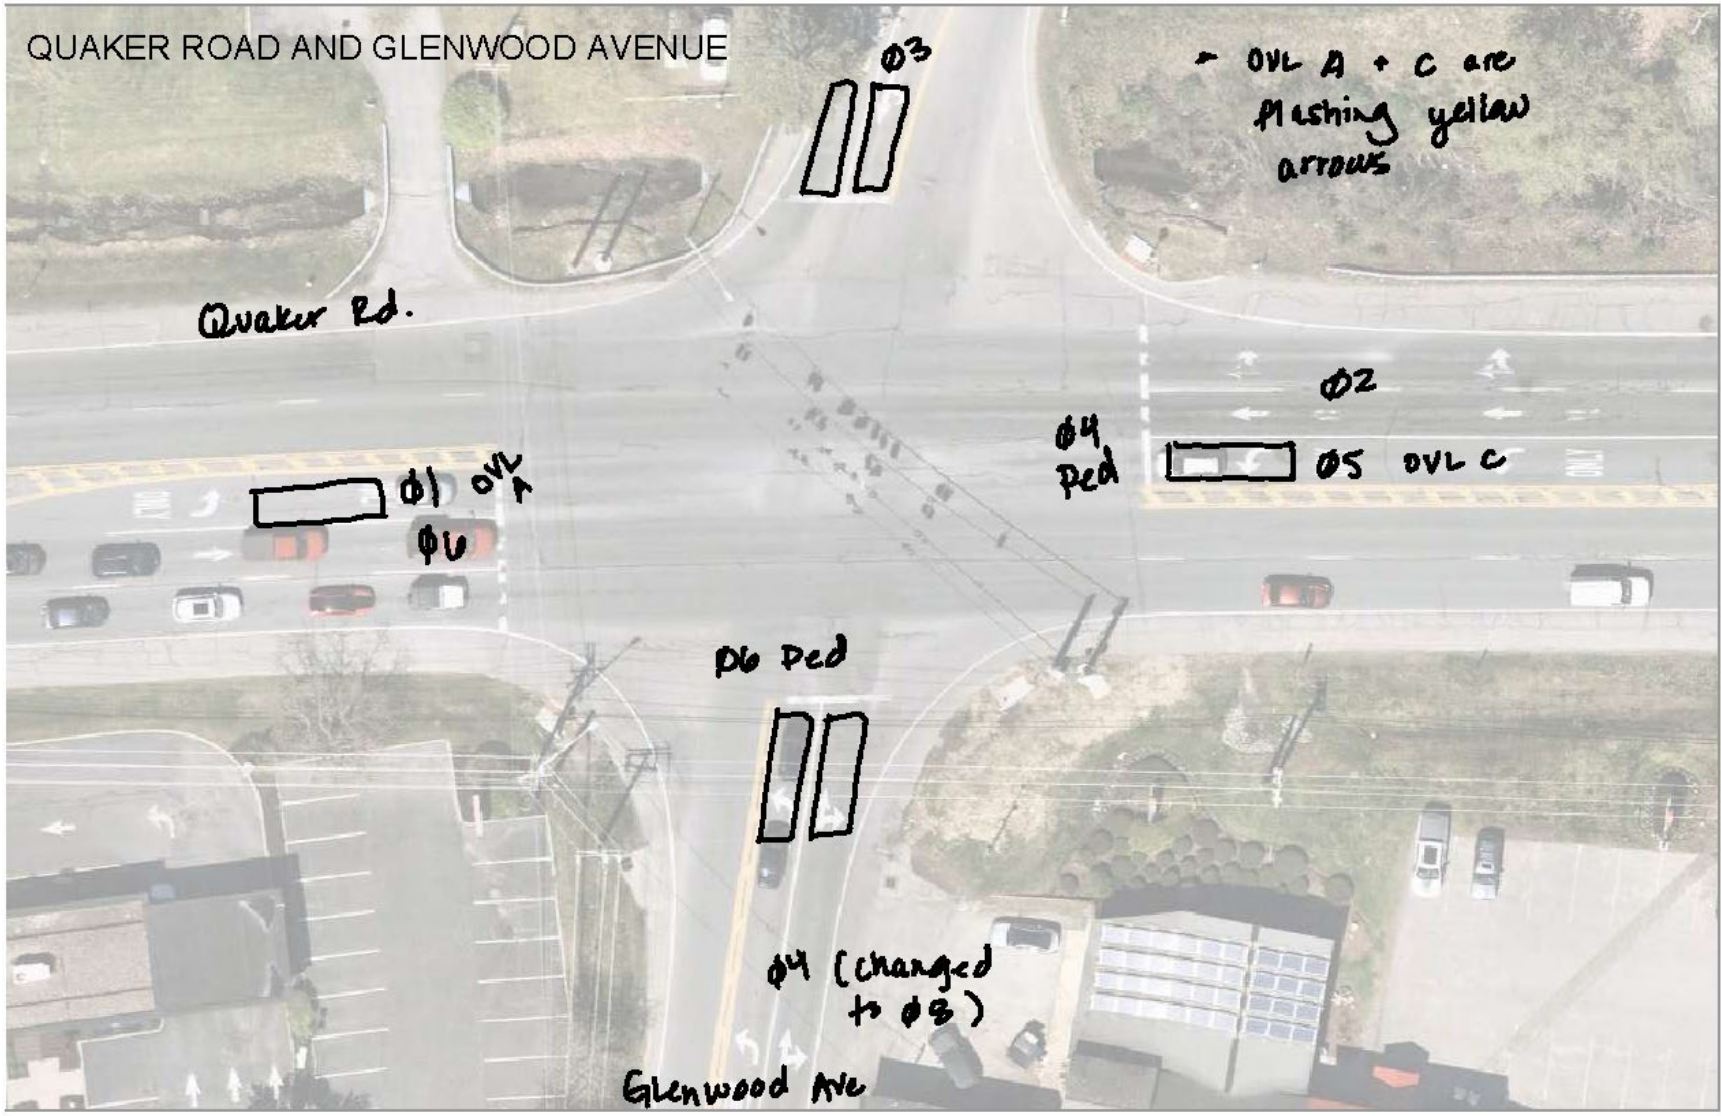 QUAKER ROAD AND GLENWOOD AVENUE
Ø3
- OVL A + C are
flashing yellow
arrows
Quaker Rd.
Ø2
Ø4
Ped
Ø5 OVL C
ONLY
ONLY
Ø1 OVL
A
Ø6
Ø6 Ped
Ø4 (changed
to Ø8)
Glenwood Ave